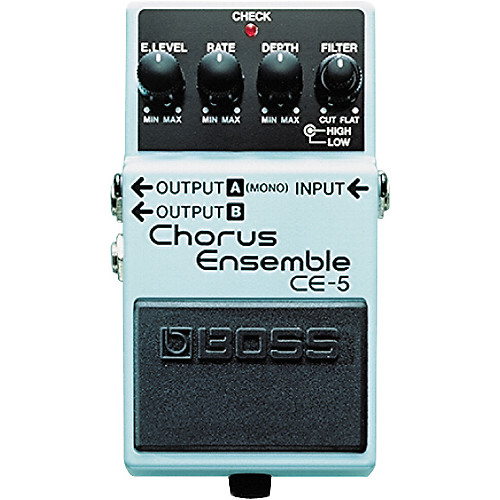 CHECK
E.LEVEL RATE DEPTH FILTER
MIN MAX MIN MAX MIN MAX CUT FLAT
HIGH
LOW
OUTPUT A (MONO) INPUT
OUTPUT B
Chorus
Ensemble
CE-5
BOSS